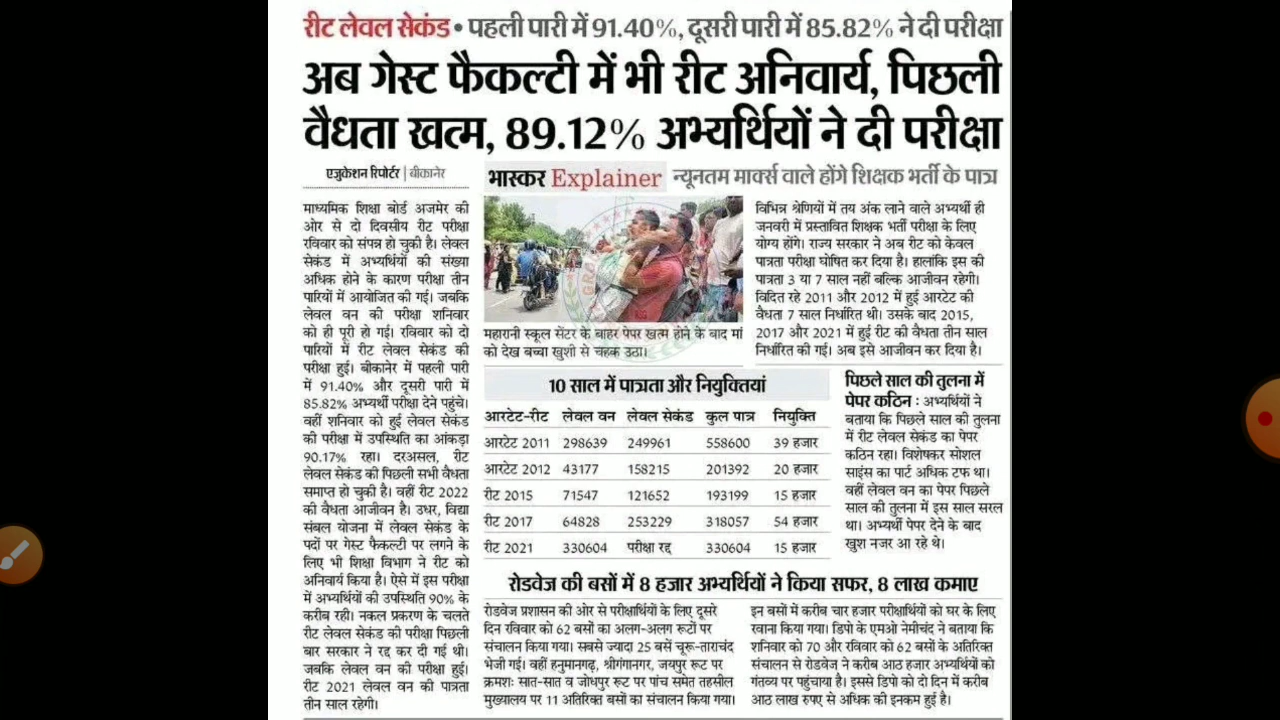 रीट लेवल सेकंड • पहली पारी में 91.40%, दूसरी पारी में 85.82% ने दी परीक्षा
अब गेस्ट फैकल्टी में भी रीट अनिवार्य, पिछली
वैधता खत्म, 89.12% अभ्यर्थियों ने दी परीक्षा
एजुकेशन रिपोर्टर | बीकानेर
माध्यमिक शिक्षा बोर्ड अजमेर की
ओर से दो दिवसीय रीट परीक्षा
रविवार को संपन्न हो चुकी है। लेवल
सेकंड में अभ्यर्थियों की संख्या
अधिक होने के कारण परीक्षा तीन
पारियों में आयोजित की गई। जबकि
लेवल वन की परीक्षा शनिवार
को ही पूरी हो गई। रविवार को दो
पारियों में रीट लेवल सेकंड की
परीक्षा हुई। बीकानेर में पहली पारी
में 91.40% और दूसरी पारी में
85.82% अभ्यर्थी परीक्षा देने पहुंचे।
वहीं शनिवार को हुई लेवल सेकंड
की परीक्षा में उपस्थिति का आंकड़ा
90.17% रहा। दरअसल, रीट
लेवल सेकंड की पिछली सभी वैधता
समाप्त हो चुकी है। वहीं रीट 2022
की वैधता आजीवन है। उधर, विद्या
संबल योजना में लेवल सेकंड के
पदों पर गेस्ट फैकल्टी पर लगने के
लिए भी शिक्षा विभाग ने रीट को
अनिवार्य किया है। ऐसे में इस परीक्षा
में अभ्यर्थियों की उपस्थिति 90% के
करीब रही। नकल प्रकरण के चलते
रीट लेवल सेकंड की परीक्षा पिछली
बार सरकार ने रद्द कर दी गई थी।
जबकि लेवल वन की परीक्षा हुई।
रीट 2021 लेवल वन की पात्रता
तीन साल रहेगी।
भास्कर Explainer न्यूनतम मार्क्स वाले होंगे शिक्षक भर्ती के पात्र
महारानी स्कूल सेंटर के बाहर पेपर खत्म होने के बाद मां
को देख बच्चा खुशी से चहक उठा।
विभिन्न श्रेणियों में तय अंक लाने वाले अभ्यर्थी ही
जनवरी में प्रस्तावित शिक्षक भर्ती परीक्षा के लिए
योग्य होंगे। राज्य सरकार ने अब रीट को केवल
पात्रता परीक्षा घोषित कर दिया है। हालांकि इस की
पात्रता 3 या 7 साल नहीं बल्कि आजीवन रहेगी।
विदित रहे 2011 और 2012 में हुई आरटेट की
वैधता 7 साल निर्धारित थी। उसके बाद 2015,
2017 और 2021 में हुई रीट की वैधता तीन साल
निर्धारित की गई। अब इसे आजीवन कर दिया है।
10 साल में पात्रता और नियुक्तियां
आरटेट-रीट लेवल वन लेवल सेकंड कुल पात्र नियुक्ति
आरटेट 2011 298639 249961 558600 39 हजार
आरटेट 2012 43177 158215 201392 20 हजार
रीट 2015 71547 121652 193199 15 हजार
रीट 2017 64828 253229 318057 54 हजार
रीट 2021 330604 परीक्षा रद्द 330604 15 हजार
पिछले साल की तुलना में
पेपर कठिन : अभ्यर्थियों ने
बताया कि पिछले साल की तुलना
में रीट लेवल सेकंड का पेपर
कठिन रहा। विशेषकर सोशल
साइंस का पार्ट अधिक टफ था।
वहीं लेवल वन का पेपर पिछले
साल की तुलना में इस साल सरल
था। अभ्यर्थी पेपर देने के बाद
खुश नजर आ रहे थे।
रोडवेज की बसों में 8 हजार अभ्यर्थियों ने किया सफर, 8 लाख कमाए
रोडवेज प्रशासन की ओर से परीक्षार्थियों के लिए दूसरे
दिन रविवार को 62 बसों का अलग-अलग रूटों पर
संचालन किया गया। सबसे ज्यादा 25 बसें चूरू-ताराचंद
भेजी गई। वहीं हनुमानगढ़, श्रीगंगानगर, जयपुर रूट पर
क्रमशः सात-सात व जोधपुर रूट पर पांच समेत तहसील
मुख्यालय पर 11 अतिरिक्त बसों का संचालन किया गया।
इन बसों में करीब चार हजार परीक्षार्थियों को घर के लिए
रवाना किया गया। डिपो के एमओ नेमीचंद ने बताया कि
शनिवार को 70 और रविवार को 62 बसों के अतिरिक्त
संचालन से रोडवेज ने करीब आठ हजार अभ्यर्थियों को
गंतव्य पर पहुंचाया है। इससे डिपो को दो दिन में करीब
आठ लाख रुपए से अधिक की इनकम हुई है।